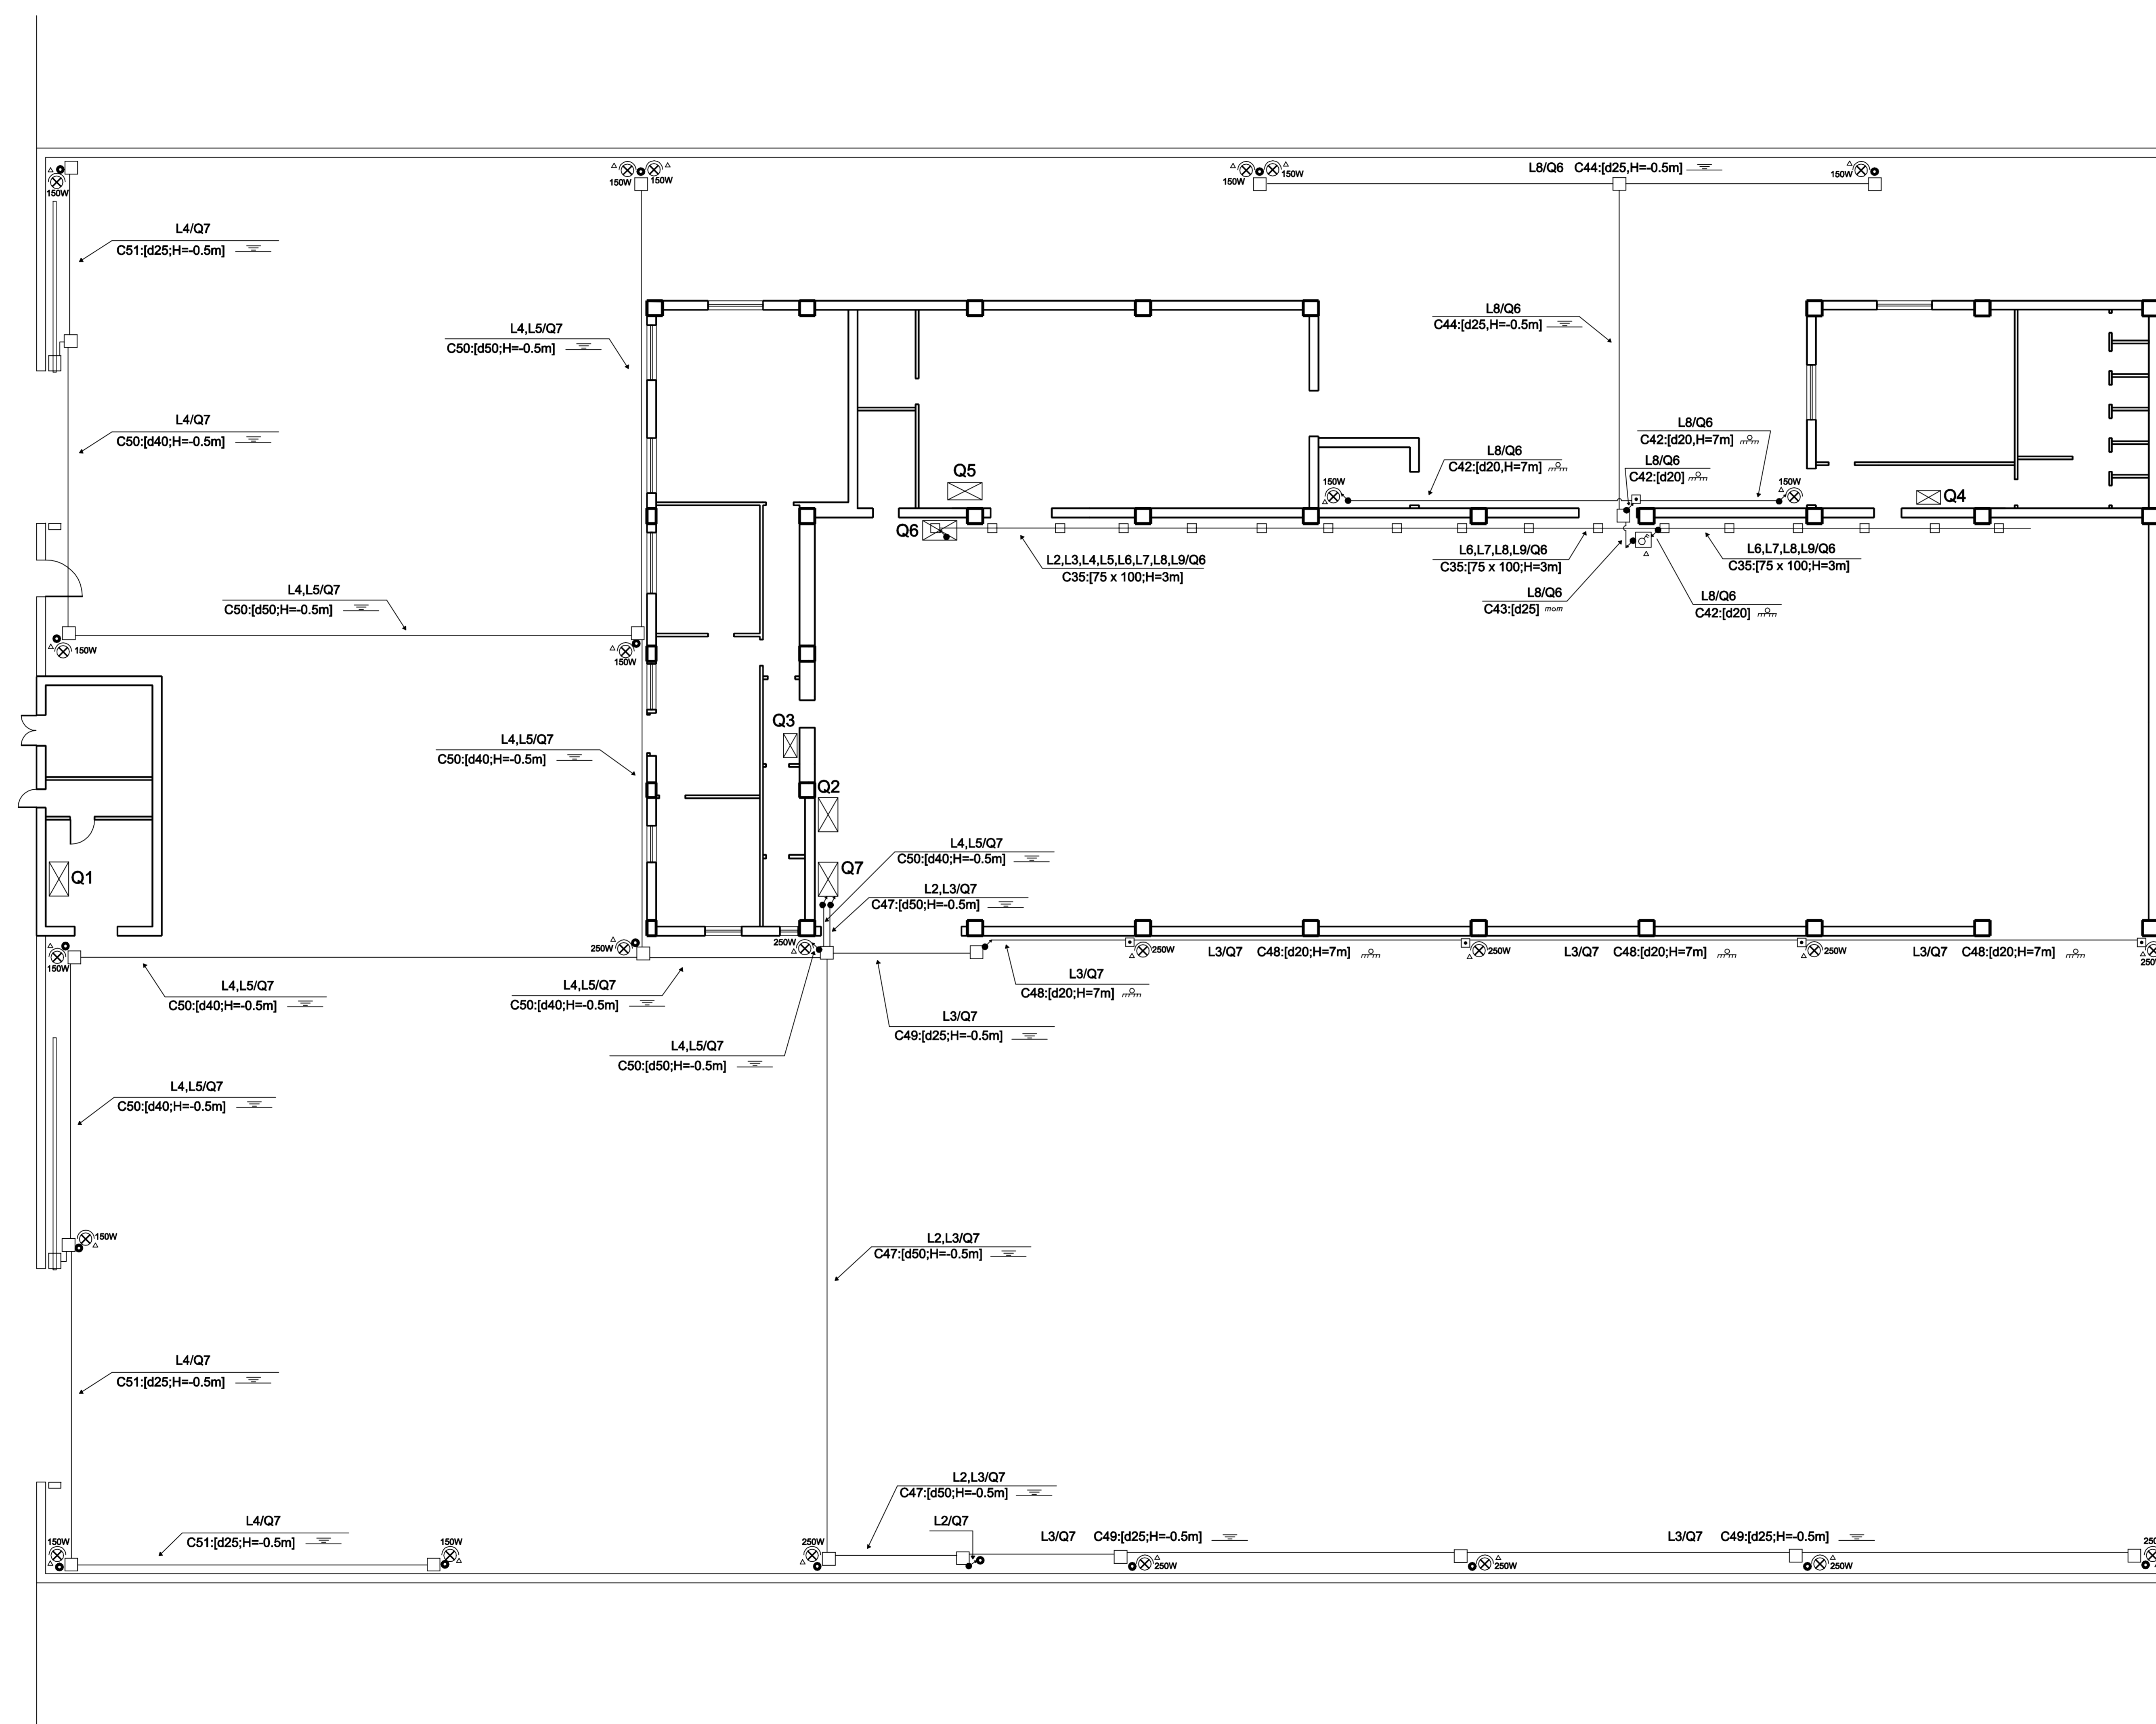 150W
150W
150W
150W
150W
L8/Q6 C44:[d25,H=-0.5m]
150W
L4/Q7
C51:[d25;H=-0.5m]
L4,L5/Q7
C50:[d50;H=-0.5m]
L8/Q6
C44:[d25,H=-0.5m]
L4/Q7
C50:[d40;H=-0.5m]
L8/Q6
C42:[d20,H=7m]
L8/Q6
C42:[d20,H=7m]
L8/Q6
C42:[d20]
150W
150W
Q5
Q4
Q6
L2,L3,L4,L5,L6,L7,L8,L9/Q6
C35:[75 x 100;H=3m]
L6,L7,L8,L9/Q6
C35:[75 x 100;H=3m]
L6,L7,L8,L9/Q6
C35:[75 x 100;H=3m]
L8/Q6
C43:[d25]
L8/Q6
C42:[d20]
L4,L5/Q7
C50:[d50;H=-0.5m]
150W
150W
L4,L5/Q7
C50:[d40;H=-0.5m]
Q3
Q2
Q1
Q7
L4,L5/Q7
C50:[d40;H=-0.5m]
L2,L3/Q7
C47:[d50;H=-0.5m]
150W
250W
250W
250W
L3/Q7 C48:[d20;H=7m]
250W
L3/Q7 C48:[d20;H=7m]
250W
L3/Q7 C48:[d20;H=7m]
L4,L5/Q7
C50:[d40;H=-0.5m]
L4,L5/Q7
C50:[d40;H=-0.5m]
L3/Q7
C48:[d20;H=7m]
L3/Q7
C49:[d25;H=-0.5m]
L4,L5/Q7
C50:[d50;H=-0.5m]
L4,L5/Q7
C50:[d40;H=-0.5m]
150W
L2,L3/Q7
C47:[d50;H=-0.5m]
L4/Q7
C51:[d25;H=-0.5m]
L2,L3/Q7
C47:[d50;H=-0.5m]
L4/Q7
C51:[d25;H=-0.5m]
L2/Q7
L3/Q7 C49:[d25;H=-0.5m]
L3/Q7 C49:[d25;H=-0.5m]
150W
150W
250W
250W
250W
250W